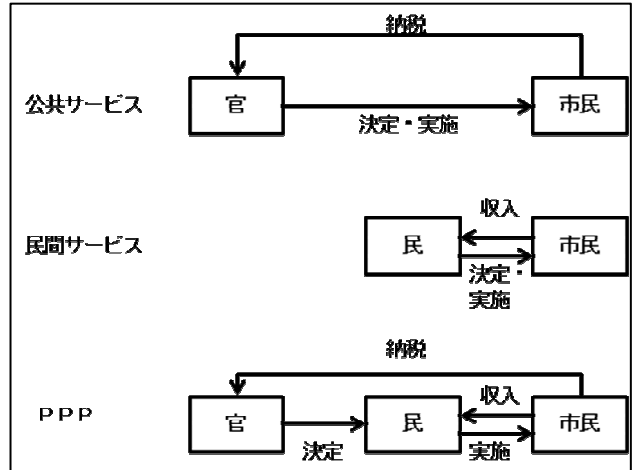 納税
公共サービス
官
市民
決定・実施
収入
民間サービス
民
市民
決定・
実施
納税
収入
PPP
官
民
市民
決定
実施